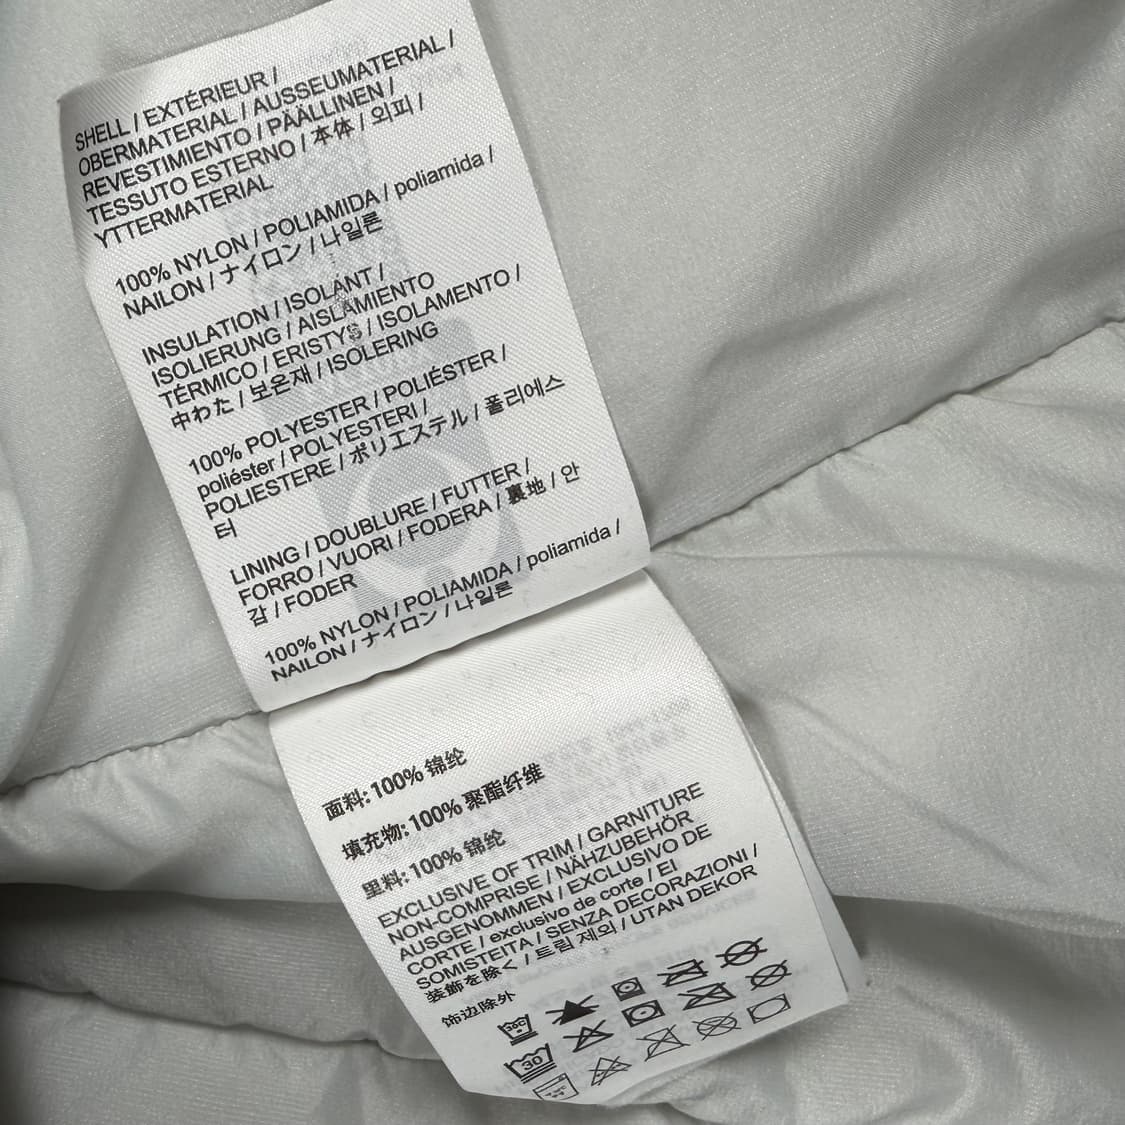 SHELL / EXTÉRIEUR /
OBERMATERIAL / AUSSEUMATERIAL /
REVESTIMIENTO / PÄÄLLINEN /
TESSUTO ESTERNO / 本体 / 외피 /
YTTERMATERIAL
100% NYLON / POLIAMIDA / poliamida /
NAILON / ナイロン / 나일론
INSULATION / ISOLANT /
ISOLIERUNG / AISLAMIENTO
TÉRMICO / ERISTYS / ISOLAMENTO /
中わた / 보온재 / ISOLERING
100% POLYESTER / POLIÉSTER /
poliéster / POLYESTERI /
POLIESTERE / ポリエステル / 폴리에스
터
LINING / DOUBLURE / FUTTER /
FORRO / VUORI / FODERA / 裏地 / 안
감 / FODER
100% NYLON / POLIAMIDA / poliamida /
NAILON / ナイロン / 나일론
面料: 100% 锦纶
填充物: 100% 聚酯纤维
里料: 100% 锦纶
EXCLUSIVE OF TRIM / GARNITURE
NON-COMPRISE / NÄHZUBEHÖR
AUSGENOMMEN / EXCLUSIVO DE
CORTE / exclusivo de corte / EI
SOMISTEITA / SENZA DECORAZIONI /
装飾を除く / 트림 제외 / UTAN DEKOR
饰边除外
30C
30